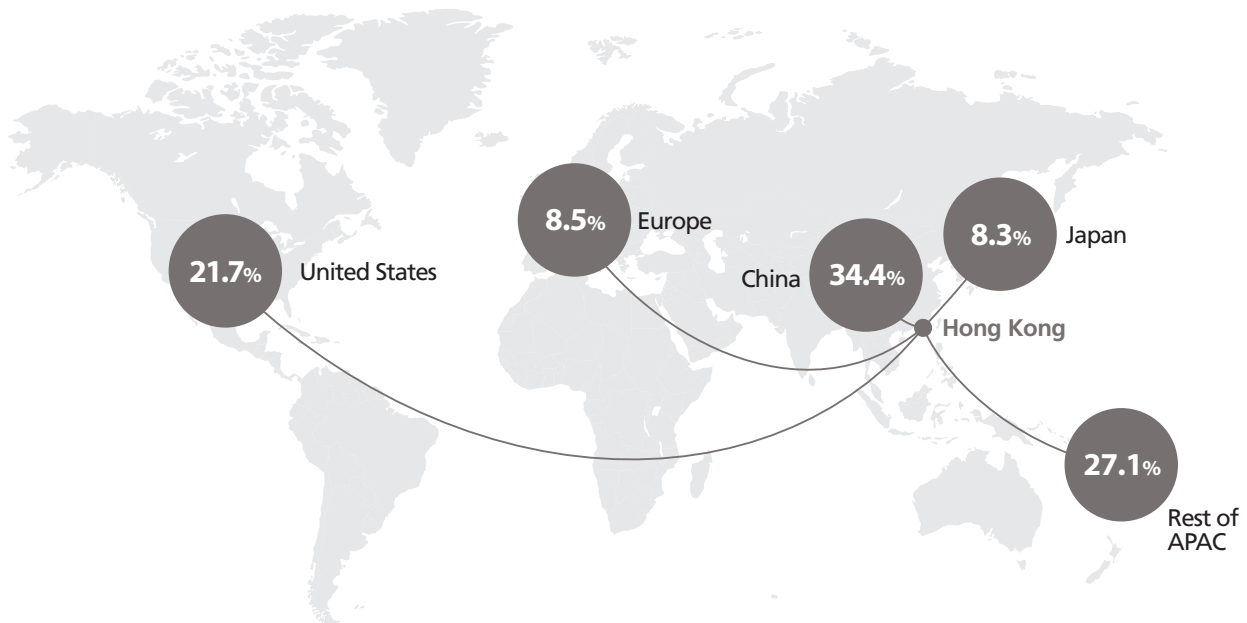 8.5%
Europe
8.3%
Japan
21.7%
United States
China
34.4%
Hong Kong
27.1%
Rest of
APAC